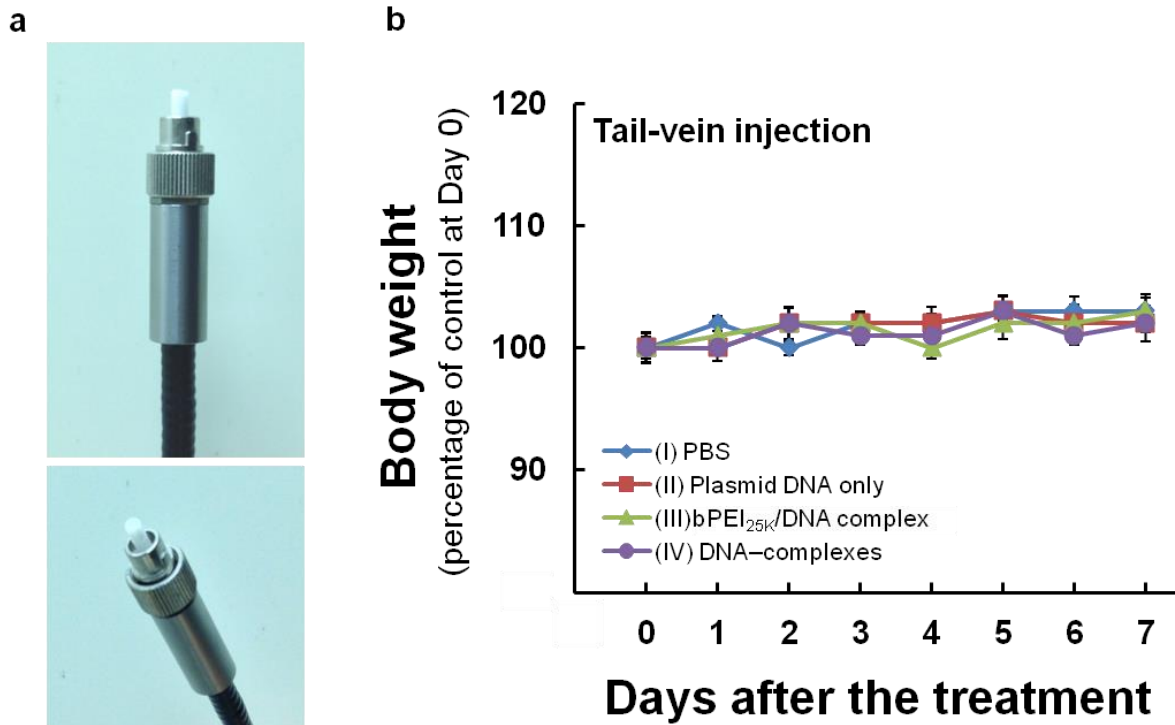 a
b
Body weight
(percentage of control at Day 0)
120
110
100
90
Tail-vein injection
(I) PBS
(II) Plasmid DNA only
(III)bPEI25K/DNA complex
(IV) DNA–complexes
0 1 2 3 4 5 6 7
Days after the treatment